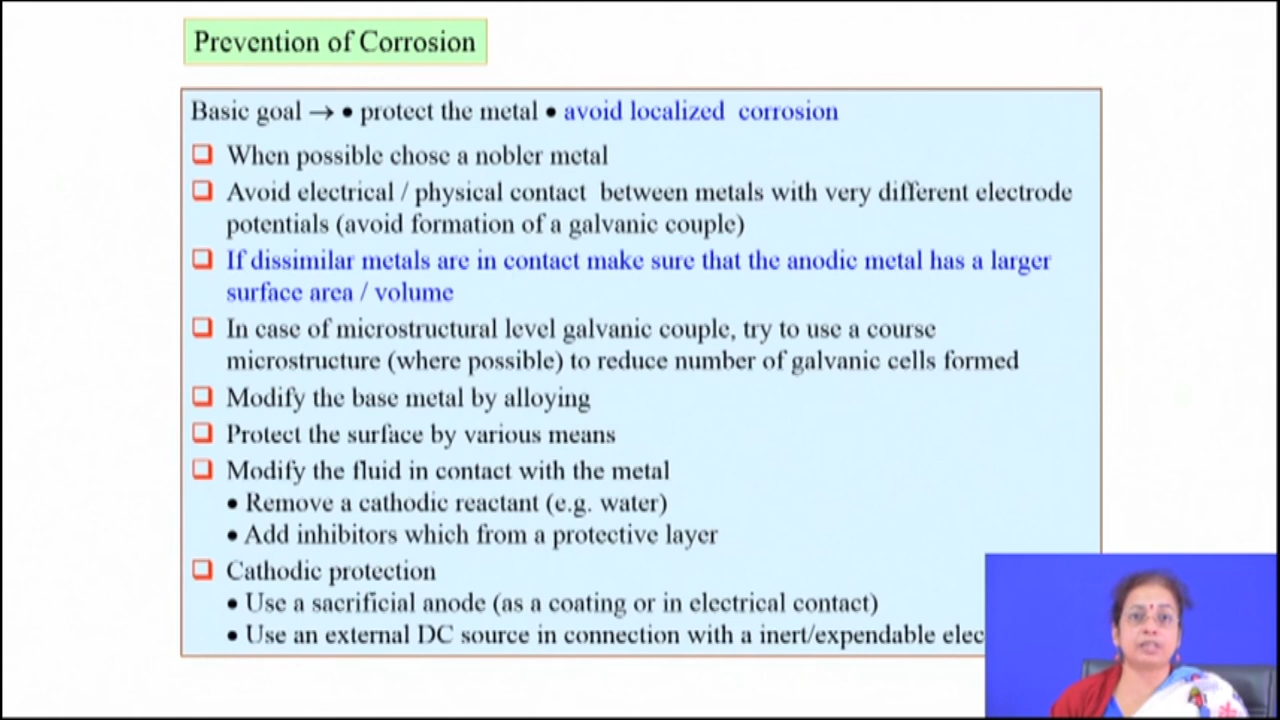 Prevention of Corrosion
Basic goal → • protect the metal • avoid localized corrosion
❑ When possible chose a nobler metal
❑ Avoid electrical / physical contact between metals with very different electrode
potentials (avoid formation of a galvanic couple)
❑ If dissimilar metals are in contact make sure that the anodic metal has a larger
surface area / volume
❑ In case of microstructural level galvanic couple, try to use a course
microstructure (where possible) to reduce number of galvanic cells formed
❑ Modify the base metal by alloying
❑ Protect the surface by various means
❑ Modify the fluid in contact with the metal
• Remove a cathodic reactant (e.g. water)
• Add inhibitors which from a protective layer
❑ Cathodic protection
• Use a sacrificial anode (as a coating or in electrical contact)
• Use an external DC source in connection with a inert/expendable elec